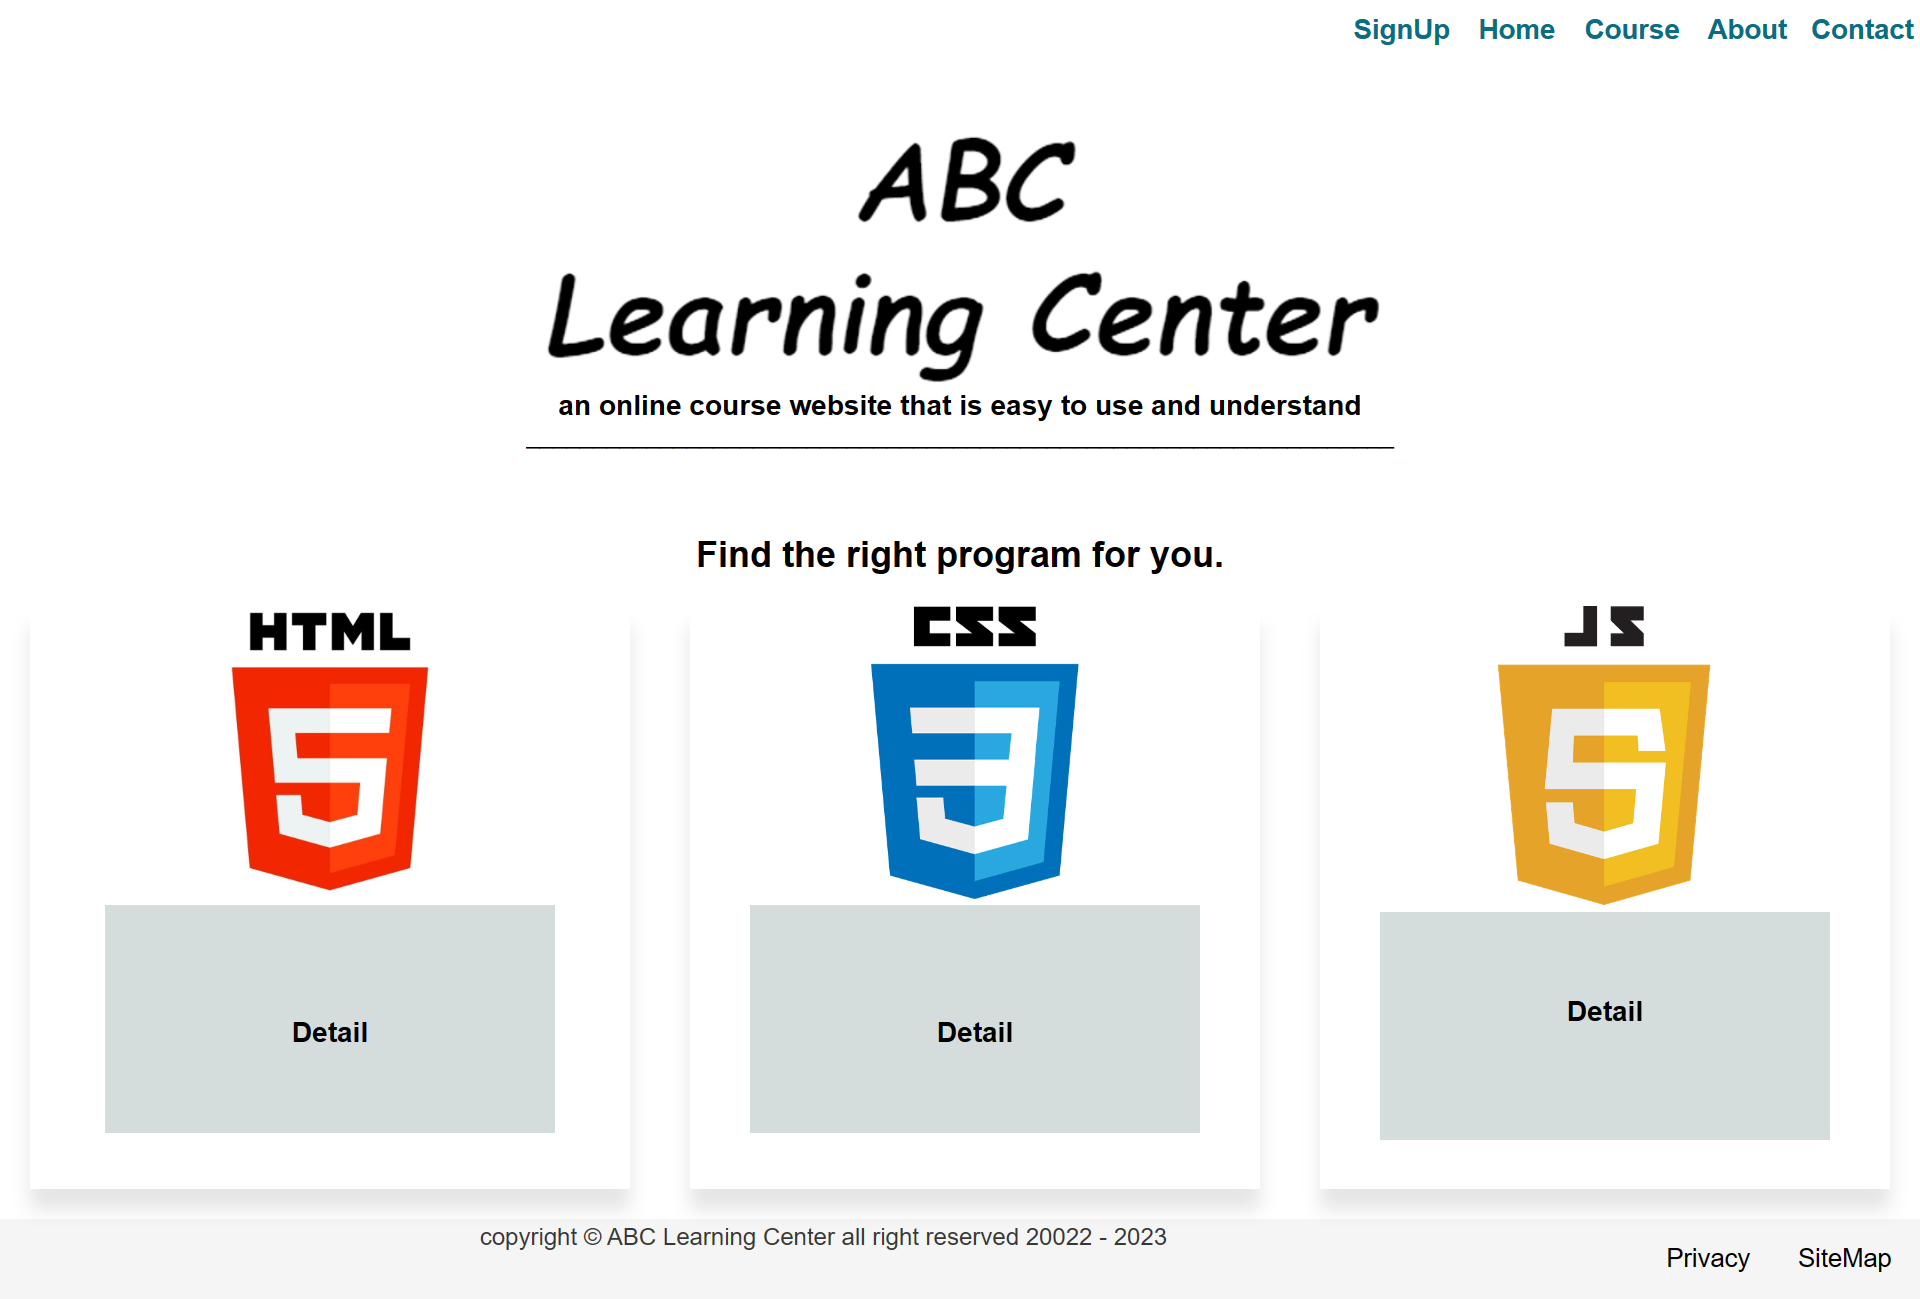 SignUp Home Course About Contact
ABC
Learning Center
an online course website that is easy to use and understand
Find the right program for you.
HTML CSS JS
5 3 5
Detail Detail Detail
copyright © ABC Learning Center all right reserved 20022 - 2023
Privacy SiteMap